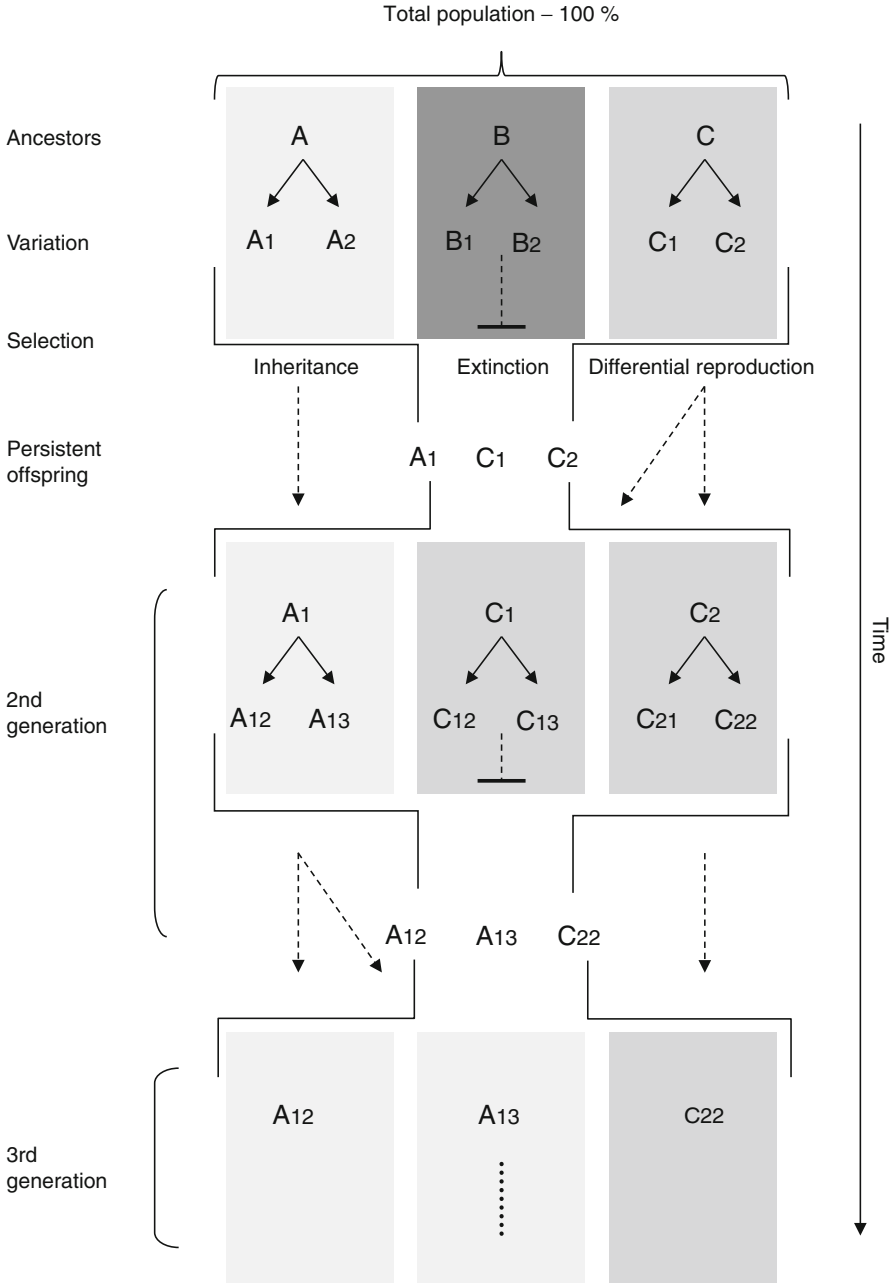 Total population – 100 %
Ancestors
A B C
Variation
A1 A2 B1 B2 C1 C2
Selection
Inheritance Extinction Differential reproduction
Persistent
offspring
A1 C1 C2
A1 C1 C2
2nd
generation
A12 A13 C12 C13 C21 C22
Time
A12 A13 C22
A12 A13 C22
3rd
generation